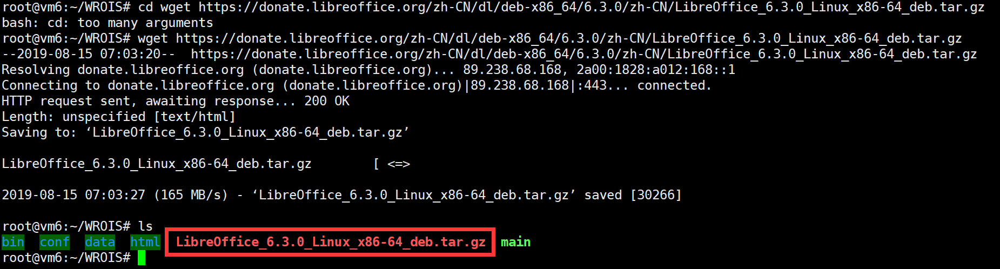 root@vm6:~/WROIS# cd wget https://donate.libreoffice.org/zh-CN/dl/deb-x86_64/6.3.0/zh-CN/LibreOffice_6.3.0_Linux_x86-64_deb.tar.gz
bash: cd: too many arguments
root@vm6:~/WROIS# wget https://donate.libreoffice.org/zh-CN/dl/deb-x86_64/6.3.0/zh-CN/LibreOffice_6.3.0_Linux_x86-64_deb.tar.gz
--2019-08-15 07:03:20--  https://donate.libreoffice.org/zh-CN/dl/deb-x86_64/6.3.0/zh-CN/LibreOffice_6.3.0_Linux_x86-64_deb.tar.gz
Resolving donate.libreoffice.org (donate.libreoffice.org)... 89.238.68.168, 2a00:1828:a012:168::1
Connecting to donate.libreoffice.org (donate.libreoffice.org)|89.238.68.168|:443... connected.
HTTP request sent, awaiting response... 200 OK
Length: unspecified [text/html]
Saving to: ‘LibreOffice_6.3.0_Linux_x86-64_deb.tar.gz’
LibreOffice_6.3.0_Linux_x86-64_deb.tar.gz        [ <=>
2019-08-15 07:03:27 (165 MB/s) - ‘LibreOffice_6.3.0_Linux_x86-64_deb.tar.gz’ saved [30266]
root@vm6:~/WROIS# ls
bin  conf  data  html  LibreOffice_6.3.0_Linux_x86-64_deb.tar.gz  main
root@vm6:~/WROIS#